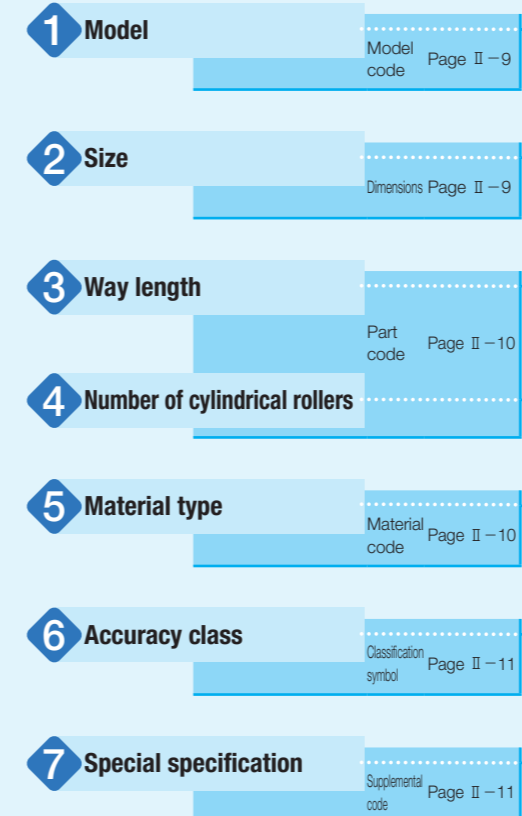 1 Model
Model
code
Page Ⅱ－9
2 Size
Dimensions Page Ⅱ－9
3 Way length
Part
code
Page Ⅱ－10
4 Number of cylindrical rollers
5 Material type
Material
code
Page Ⅱ－10
6 Accuracy class
Classification
symbol
Page Ⅱ－11
7 Special specification
Supplemental
code
Page Ⅱ－11